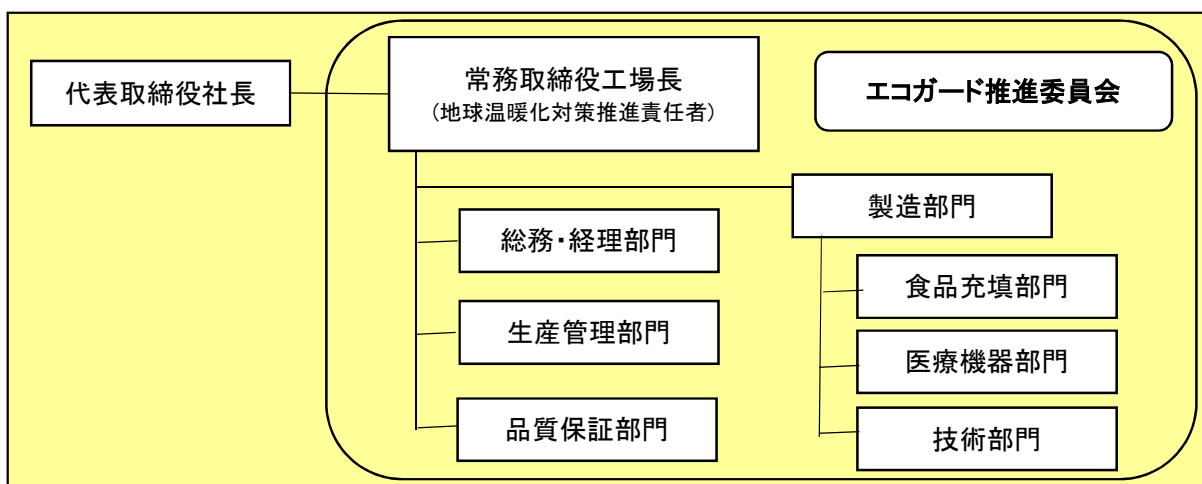 代表取締役社長
常務取締役工場長
(地球温暖化対策推進責任者)
エコガード推進委員会
製造部門
総務・経理部門
食品充填部門
生産管理部門
医療機器部門
品質保証部門
技術部門